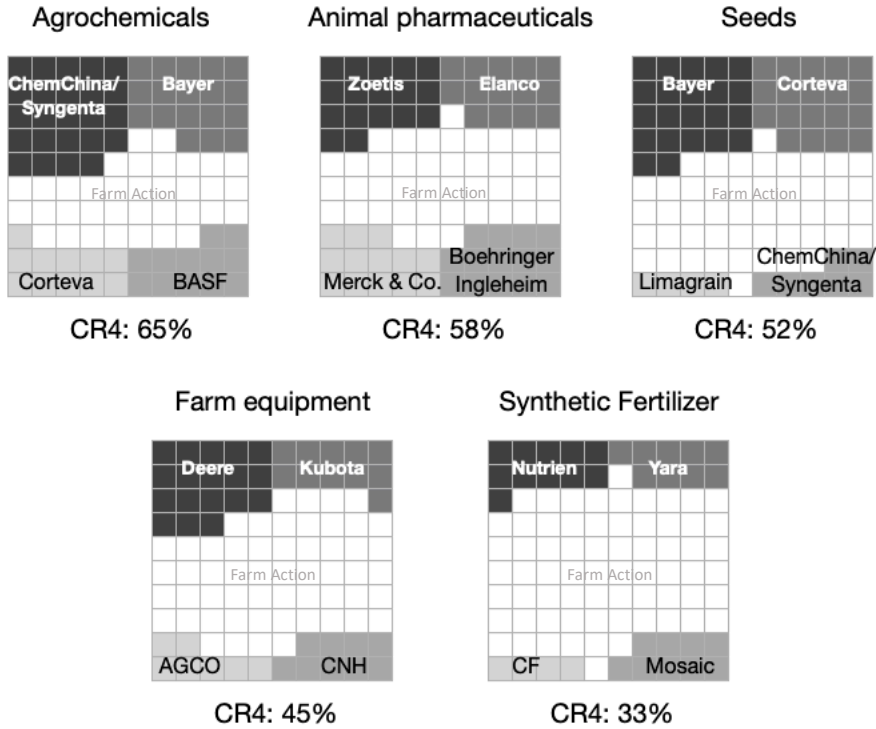 Agrochemicals
ChemChina/
Syngenta
Bayer
Farm Action
Corteva
BASF
CR4: 65%
Animal pharmaceuticals
Zoetis
Elanco
Farm Action
Merck & Co.
Boehringer
Ingleheim
CR4: 58%
Seeds
Bayer
Corteva
Farm Action
Limagrain
ChemChina/
Syngenta
CR4: 52%
Farm equipment
Deere
Kubota
Farm Action
AGCO
CNH
CR4: 45%
Synthetic Fertilizer
Nutrien
Yara
Farm Action
CF
Mosaic
CR4: 33%